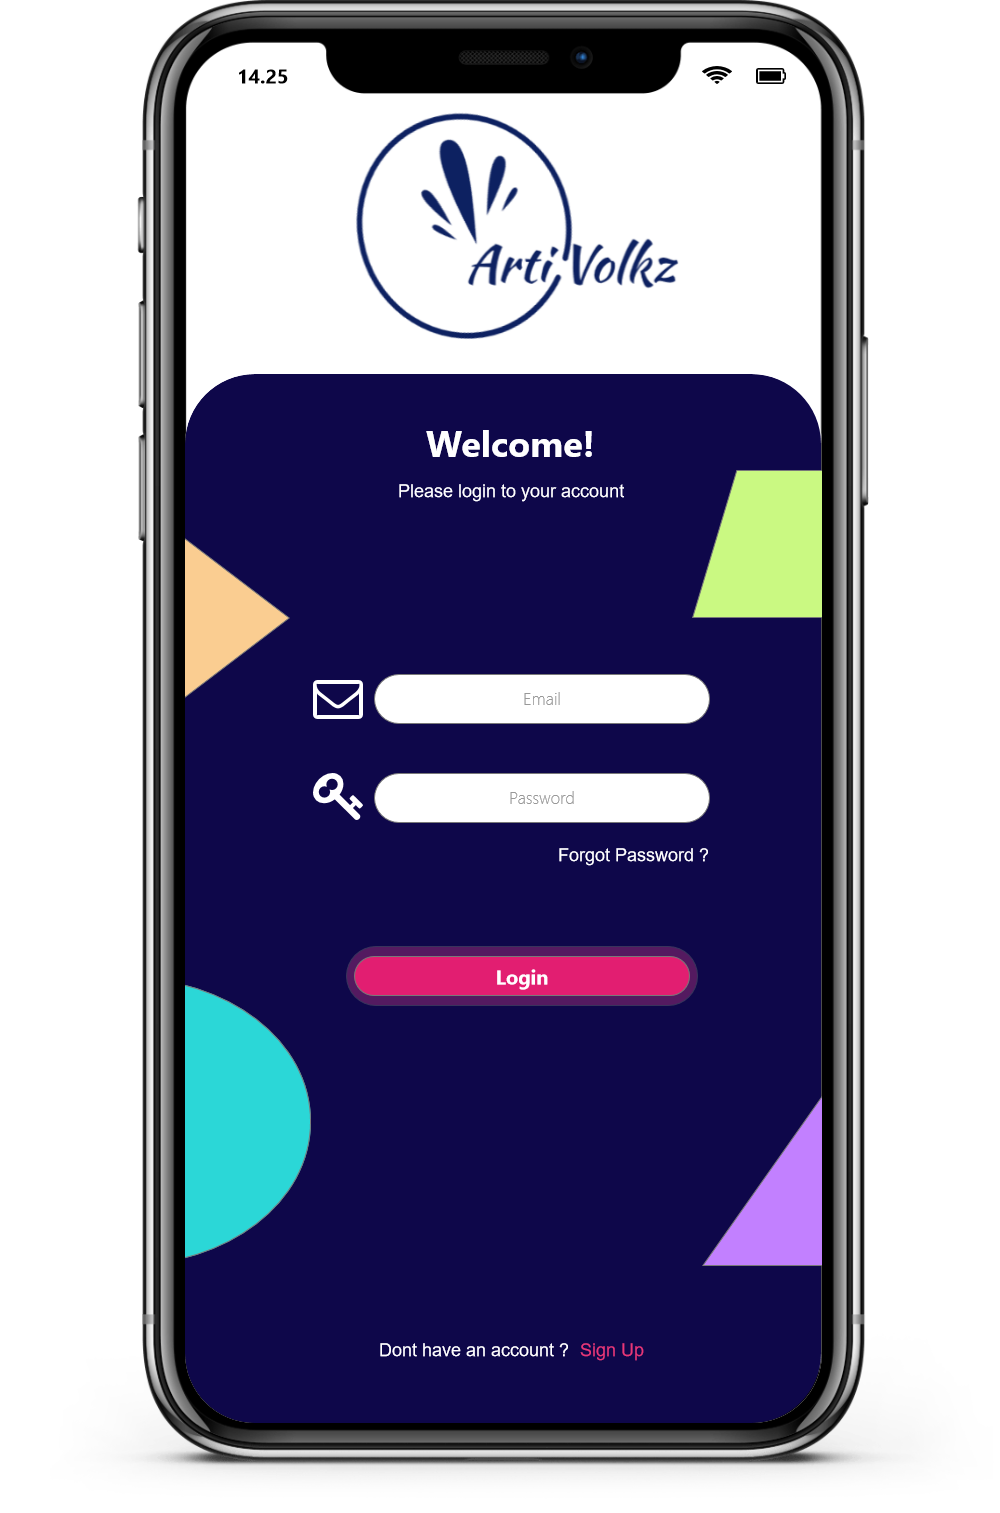 14.25
Arti Volkz
Welcome!
Please login to your account
Email
Password
Forgot Password ?
Login
Dont have an account ? Sign Up